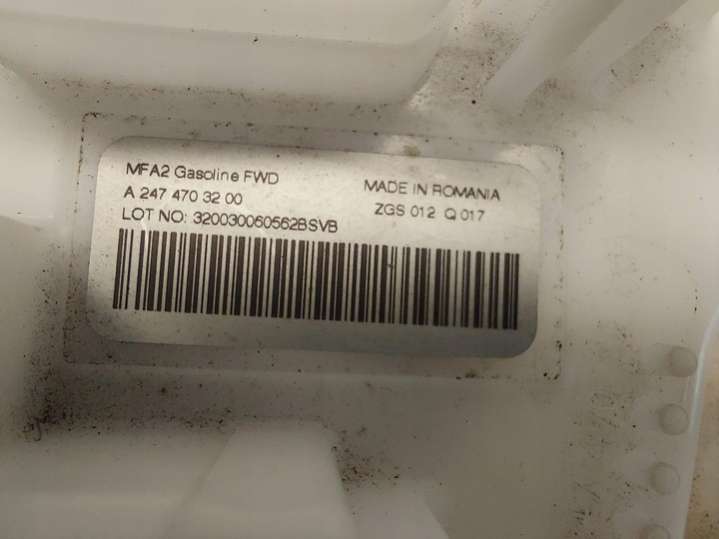 MFA2 Gasoline FWD
A 247 470 32 00
LOT NO: 320030060562BSVB
MADE IN ROMANIA
ZGS 012 Q 017